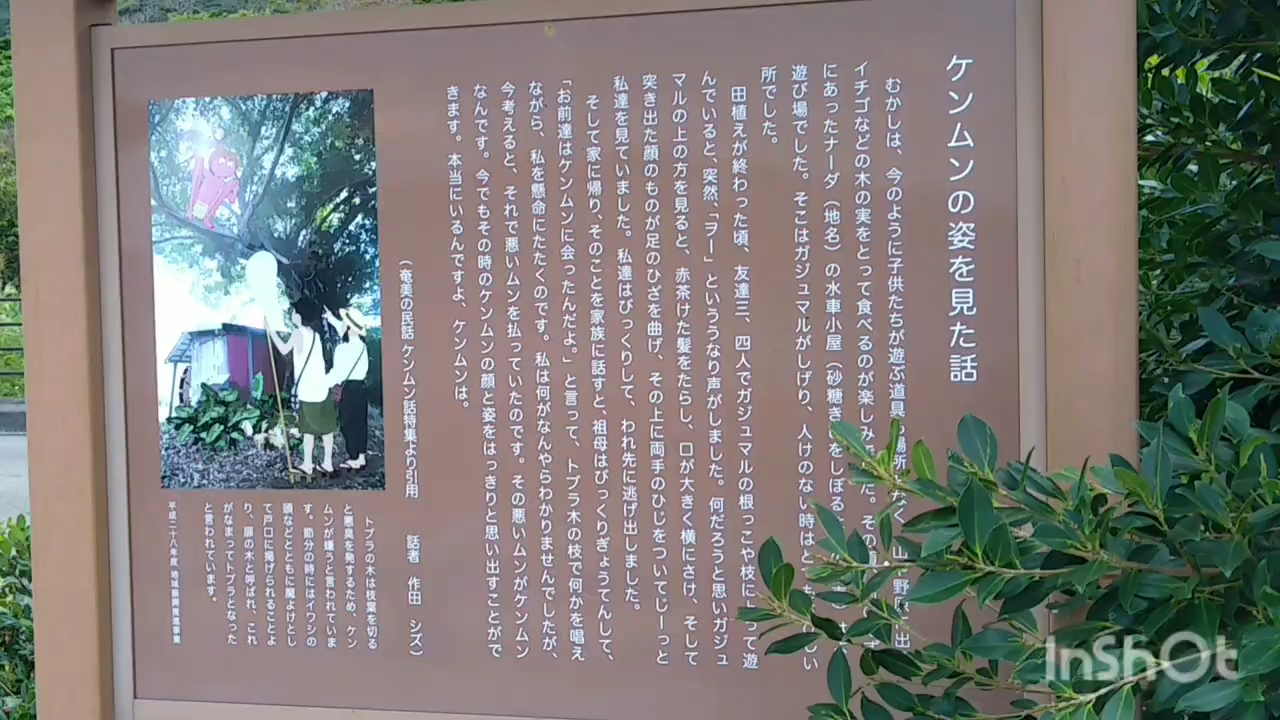 ケンムンの姿を見た話
むかしは、今のように子供たちが遊ぶ道具 場所 なく、山 野原 出
イチゴなどの木の実をとって食べるのが楽しみで た。その
にあったナーダ（地名）の水車小屋（砂糖き をしぼる
遊び場でした。そこはガジュマルがしげり、人けのない時はと しい
所でした。
田植えが終わった頃、友達三、四人でガジュマルの根っこや枝に って遊
んでいると、突然、「ヲー」といううなり声がしました。何だろうと思いガジュ
マルの上の方を見ると、赤茶けた髪をたらし、口が大きく横にさけ、そして
突き出た顔のものが足のひざを曲げ、その上に両手のひじをついてじーっと
私達を見ていました。私達はびっくりして、われ先に逃げ出しました。
そして家に帰り、そのことを家族に話すと、祖母はびっくりぎょうてんして、
「お前達はケンムンに会ったんだよ。」と言って、トブラ木の枝で何かを唱え
ながら、私を懸命にたたくのです。私は何がなんやらわかりませんでしたが、
今考えると、それで悪いムンを払っていたのです。その悪いムンがケンムン
なんです。今でもその時のケンムンの顔と姿をはっきりと思い出すことがで
きます。本当にいるんですよ、ケンムンは。
（奄美の民話 ケンムン話特集より引用 話者 作田 シズ）
トブラの木は枝葉を切る
と悪臭を発するため、ケン
ムンが嫌うと言われていま
す。節分の時にはイワシの
頭などとともに魔よけとし
て戸口に掲げられることよ
り、扉の木と呼ばれ、これ
がなまってトブラとなった
と言われています。
平成二十八年度 地域振興推進事業
InShOt